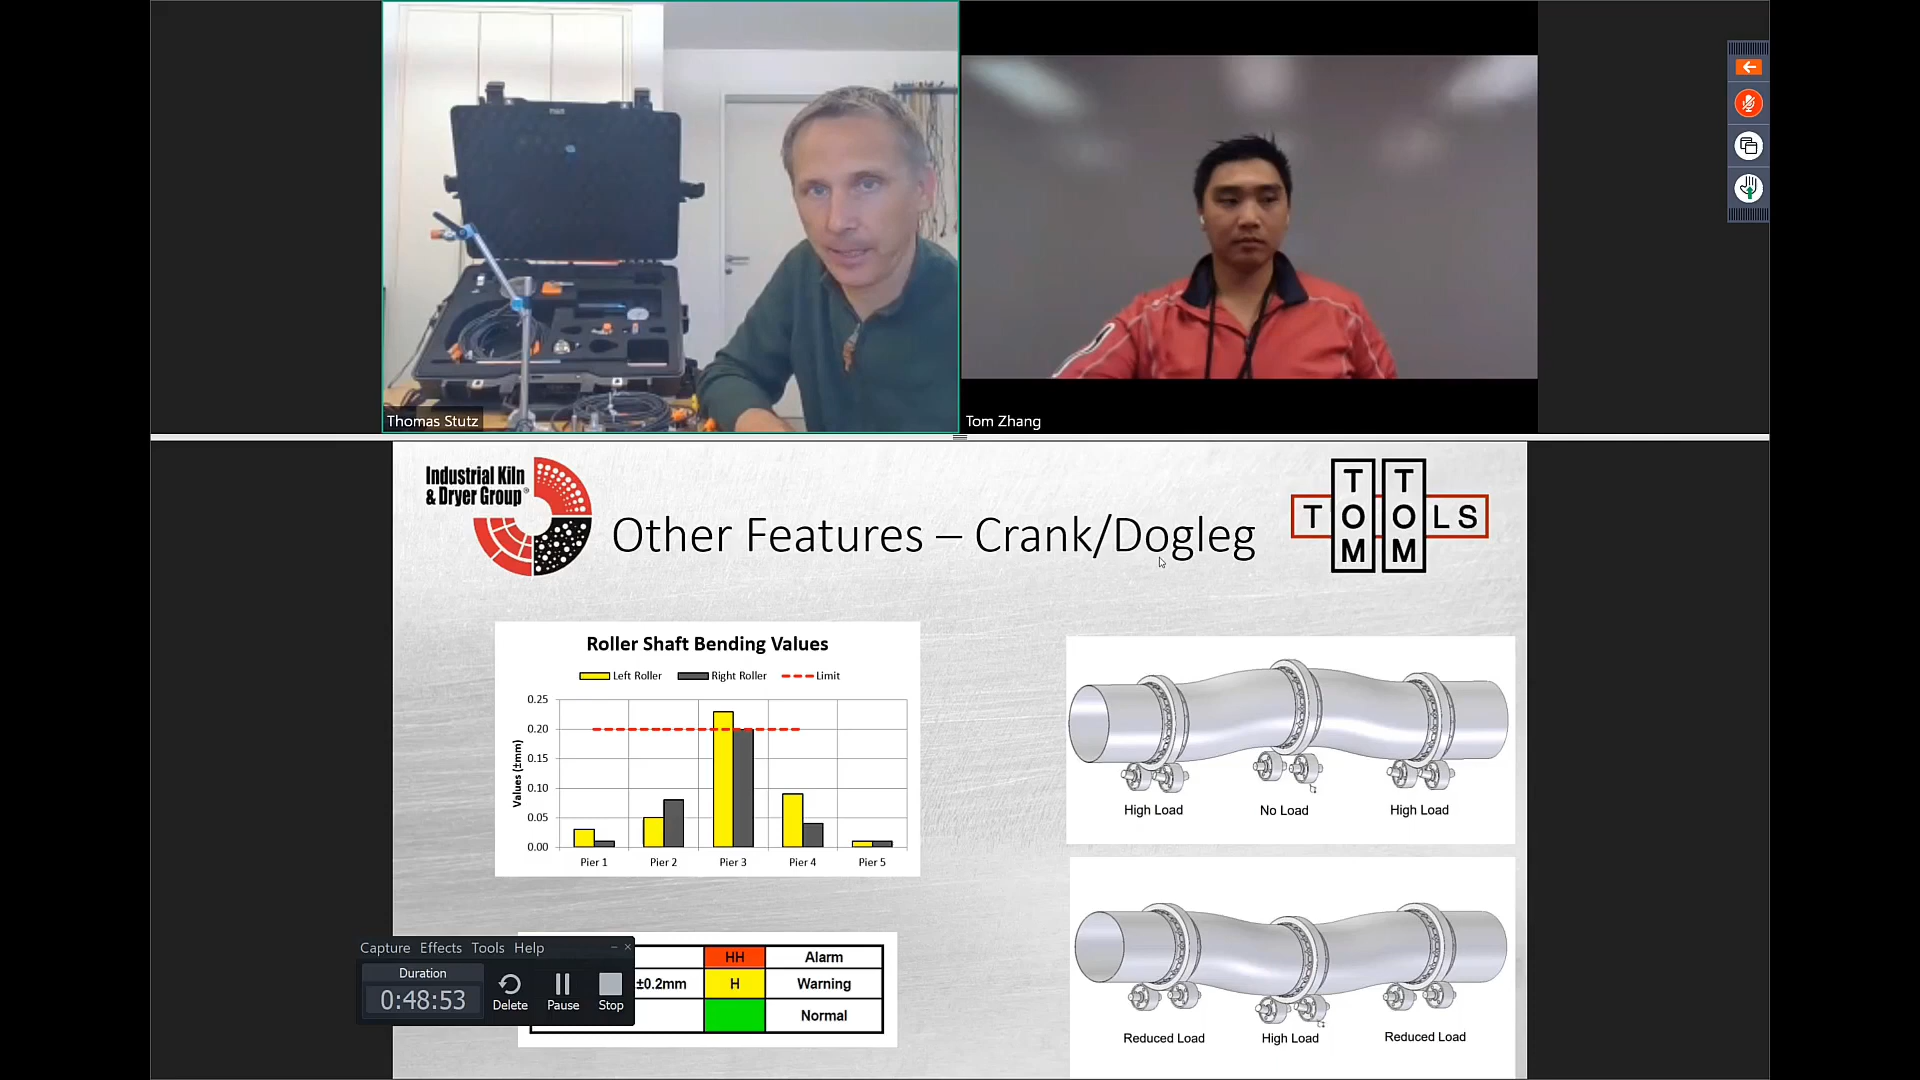 Thomas Stutz
Tom Zhang
Industrial Kiln
& Dryer Group®
Other Features – Crank/Dogleg
TOM TOM
TOOLS
Roller Shaft Bending Values
Left Roller Right Roller Limit
Values (±mm)
0.25
0.20
0.15
0.10
0.05
0.00
Pier 1 Pier 2 Pier 3 Pier 4 Pier 5
High Load No Load High Load
Reduced Load High Load Reduced Load
HH Alarm
±0.2mm H Warning
Normal
Capture Effects Tools Help
Duration
0:48:53
Delete Pause Stop